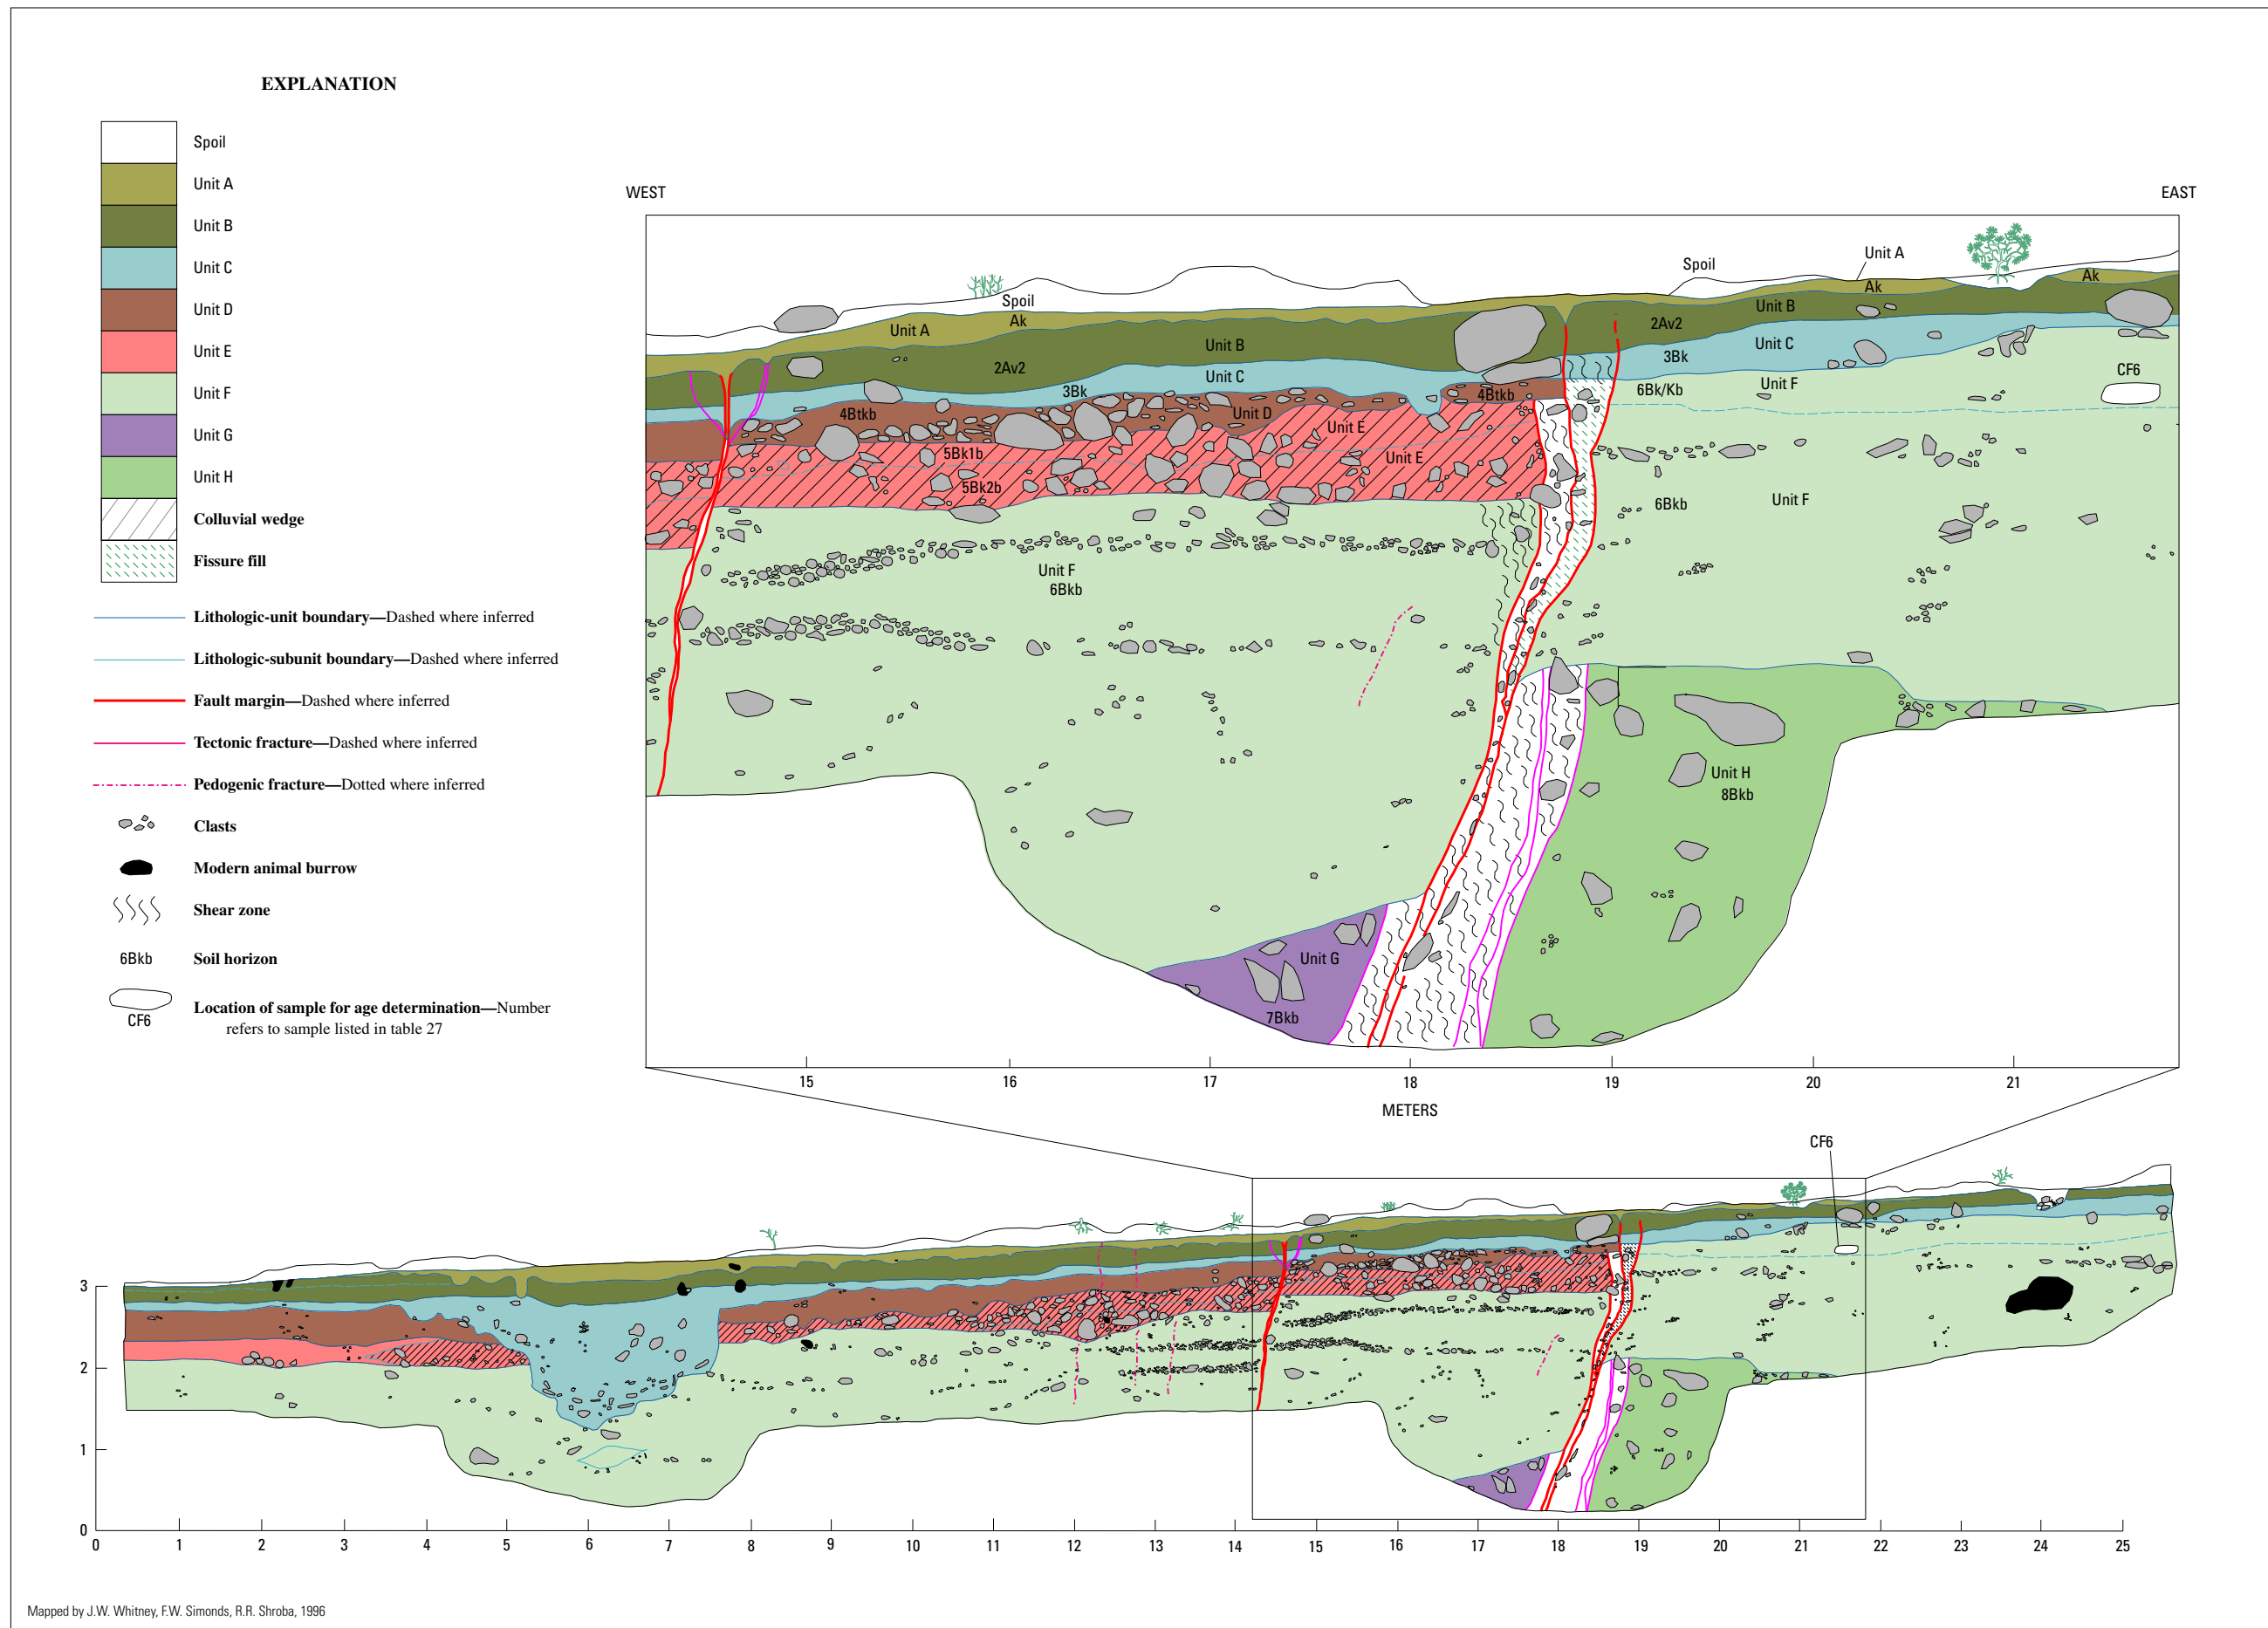 EXPLANATION
Spoil
Unit A
Unit B
Unit C
Unit D
Unit E
Unit F
Unit G
Unit H
Colluvial wedge
Fissure fill
Lithologic-unit boundary—Dashed where inferred
Lithologic-subunit boundary—Dashed where inferred
Fault margin—Dashed where inferred
Tectonic fracture—Dashed where inferred
Pedogenic fracture—Dotted where inferred
Clasts
Modern animal burrow
Shear zone
6Bkb Soil horizon
Location of sample for age determination—Number
CF6
refers to sample listed in table 27
WEST
EAST
Unit A
Spoil
Ak
Ak
Spoil
Ak
Unit A
Unit B
2Av2
Unit B
Unit C
3Bk
2Av2
Unit C
3Bk
CF6
6Bk/Kb
Unit F
4Btkb
4Btkb
Unit D
Unit E
5Bk1b
Unit E
5Bk2b
6Bkb
Unit F
Unit F
6Bkb
Unit H
8Bkb
Unit G
7Bkb
15 16 17 18 19 20 21
METERS
CF6
3
2
1
0
0 1 2 3 4 5 6 7 8 9 10 11 12 13 14 15 16 17 18 19 20 21 22 23 24 25
Mapped by J.W. Whitney, F.W. Simonds, R.R. Shroba, 1996